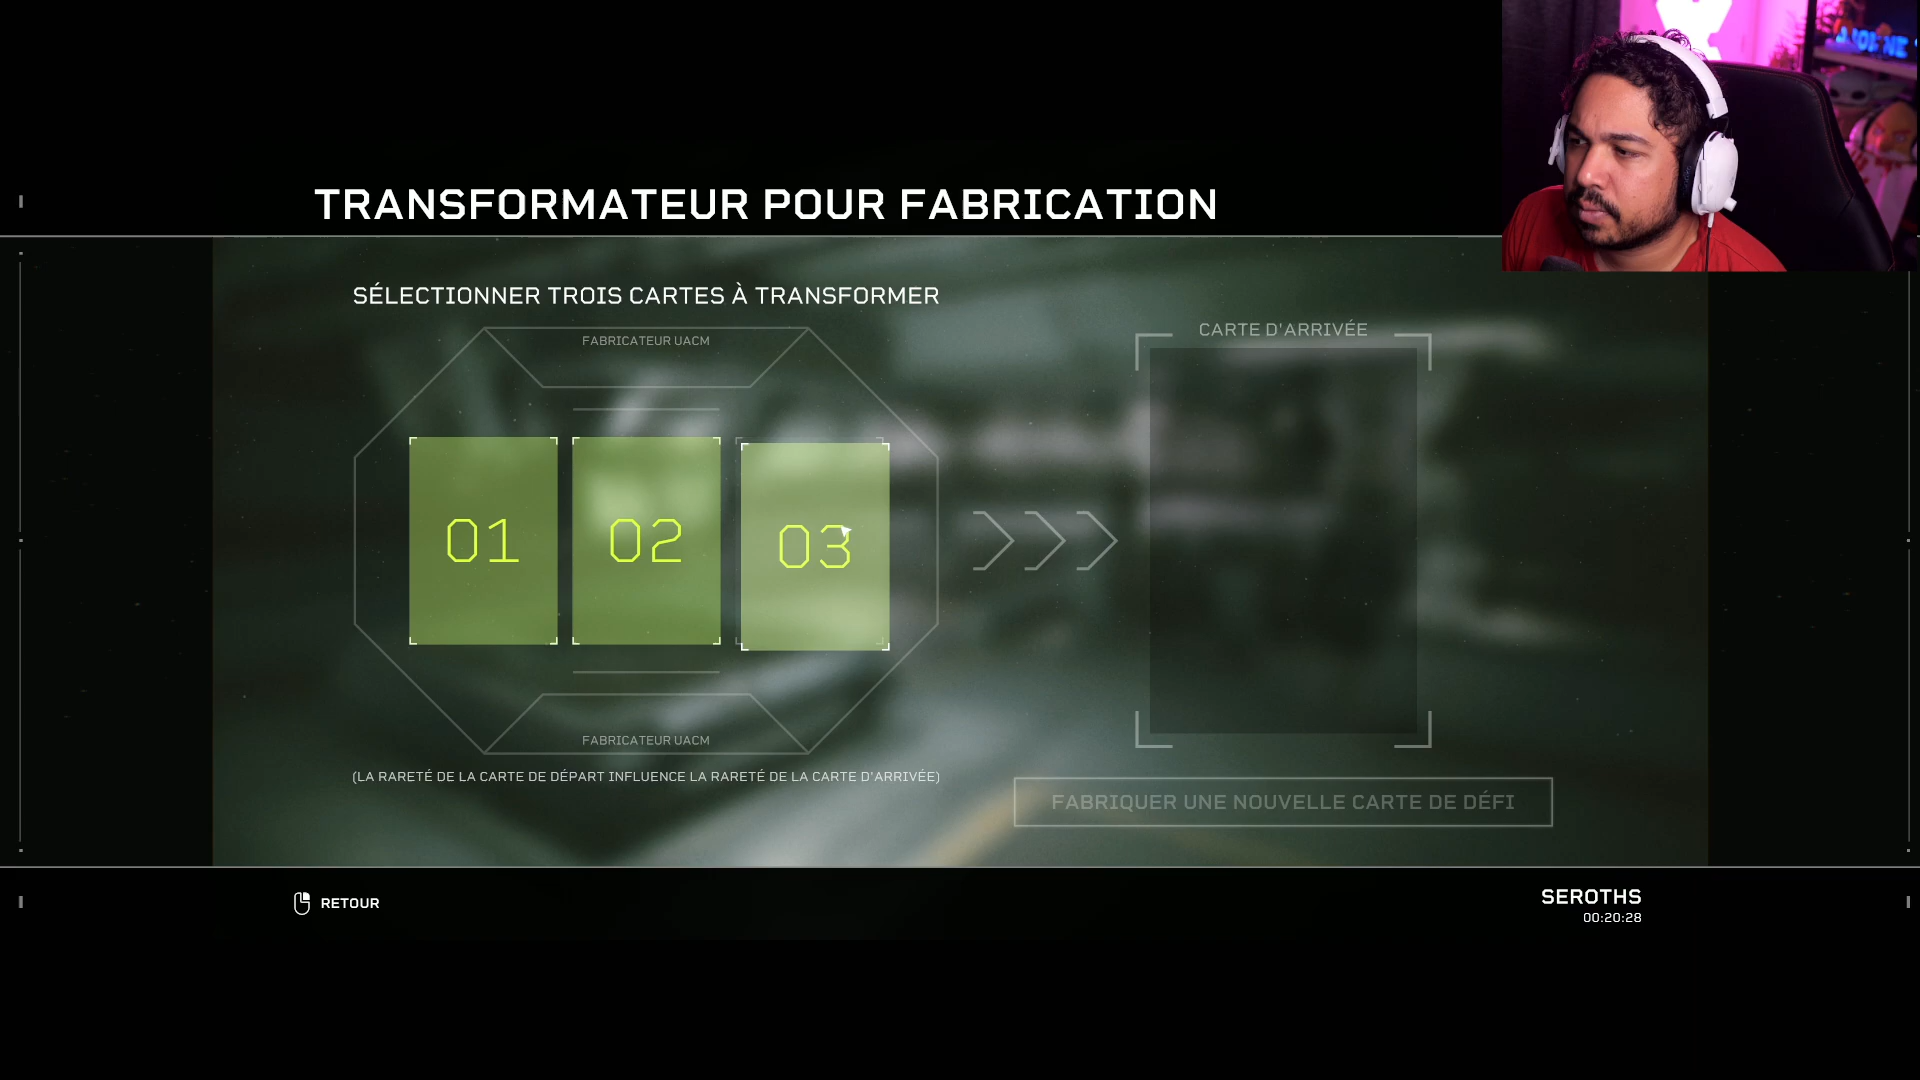 TRANSFORMATEUR POUR FABRICATION
SÉLECTIONNER TROIS CARTES À TRANSFORMER
FABRICATEUR UACM
CARTE D'ARRIVÉE
01
02
03
FABRICATEUR UACM
(LA RARETÉ DE LA CARTE DE DÉPART INFLUENCE LA RARETÉ DE LA CARTE D'ARRIVÉE)
FABRIQUER UNE NOUVELLE CARTE DE DÉFI
RETOUR
SEROTHS
00:20:28